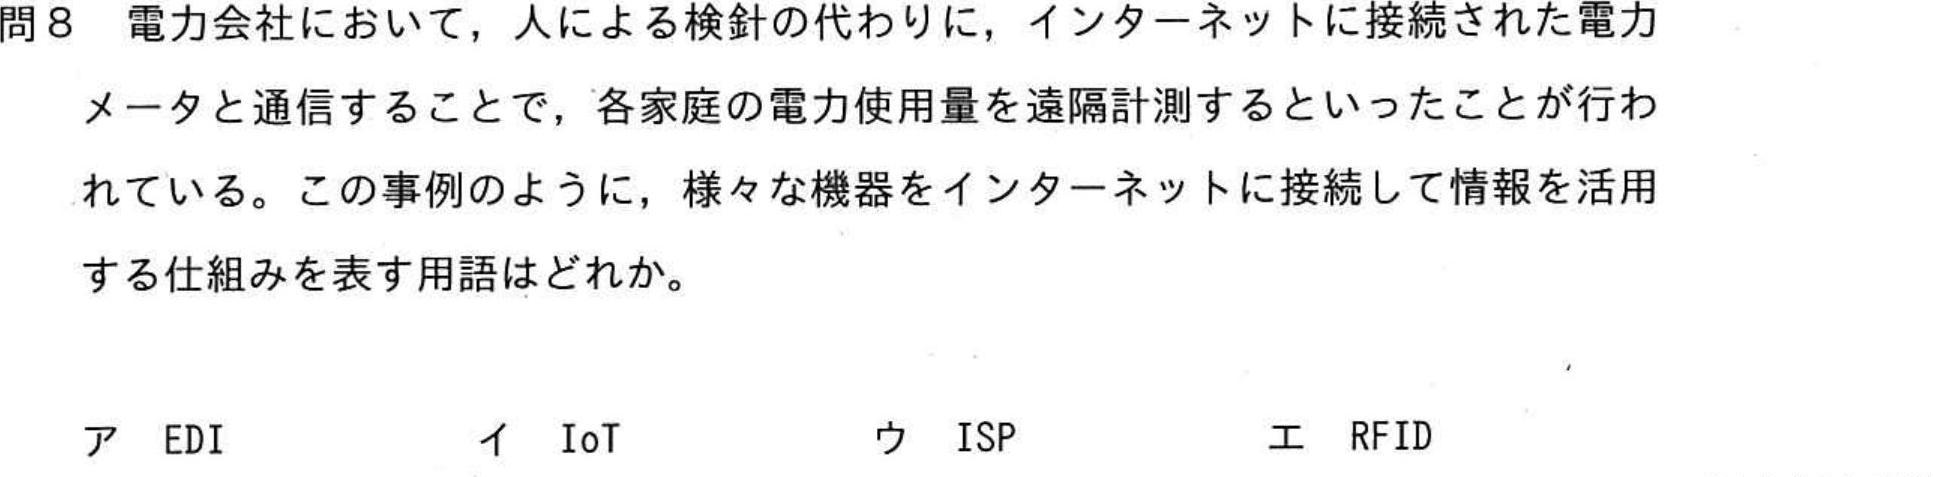 問8　電力会社において，人による検針の代わりに，インターネットに接続された電力
メータと通信することで，各家庭の電力使用量を遠隔計測するといったことが行わ
れている。この事例のように，様々な機器をインターネットに接続して情報を活用
する仕組みを表す用語はどれか。
ア　EDI　イ　IoT　ウ　ISP　エ　RFID